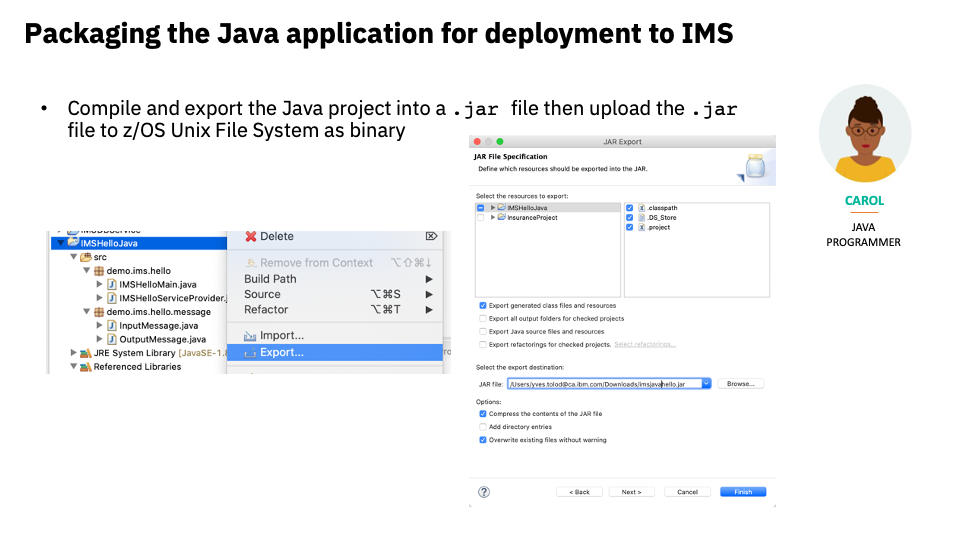 Packaging the Java application for deployment to IMS
• Compile and export the Java project into a .jar file then upload the .jar
file to z/OS Unix File System as binary
CAROL
JAVA
PROGRAMMER
IMSHelloJava
src
demo.ims.hello
IMSHelloMain.java
IMSHelloServiceProvider.j
demo.ims.hello.message
InputMessage.java
OutputMessage.java
JRE System Library [JavaSE-1.8
Referenced Libraries
Delete
Remove from Context ⌥⇧⌘↓
Build Path
Source ⌥⌘S
Refactor ⌥⌘T
Import...
Export...
JAR Export
JAR File Specification
Define which resources should be exported into the JAR.
Select the resources to export:
IMSHelloJava
InsuranceProject
.classpath
.DS_Store
.project
Export generated class files and resources
Export all output folders for checked projects
Export Java source files and resources
Export refactorings for checked projects. Select refactorings...
Select the export destination:
JAR file: /Users/yves.tolod@ca.ibm.com/Downloads/imsjavahello.jar Browse...
Options:
Compress the contents of the JAR file
Add directory entries
Overwrite existing files without warning
? < Back Next > Cancel Finish